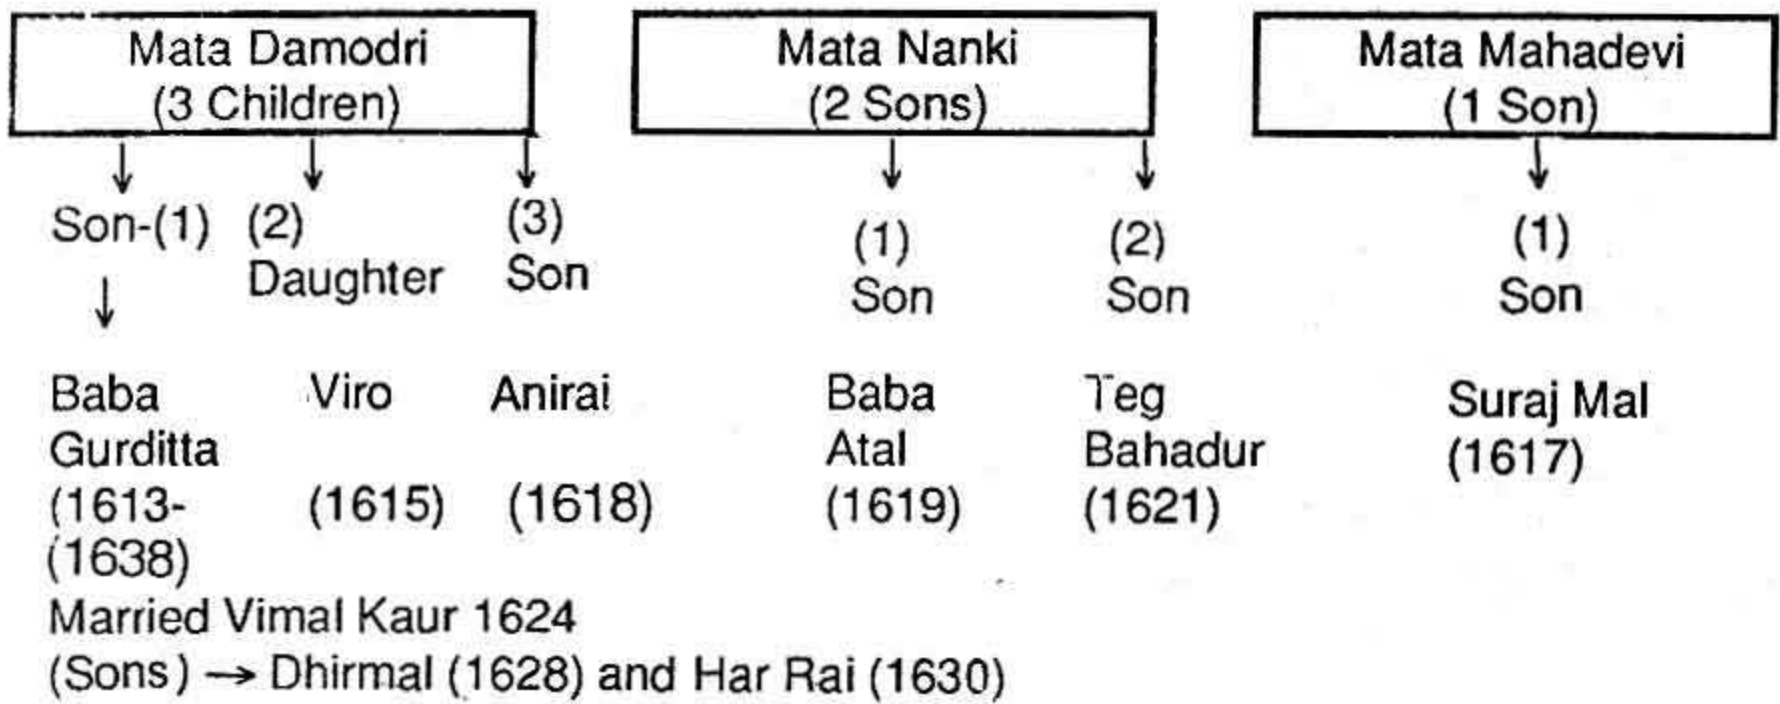 Mata Damodri
(3 Children)
Mata Nanki
(2 Sons)
Mata Mahadevi
(1 Son)
Son-(1)
(2)
Daughter
(3)
Son
(1)
Son
(2)
Son
(1)
Son
Baba
Gurditta
(1613-
(1638)
Viro
(1615)
Anirai
(1618)
Baba
Atal
(1619)
Teg
Bahadur
(1621)
Suraj Mal
(1617)
Married Vimal Kaur 1624
(Sons) → Dhirmal (1628) and Har Rai (1630)